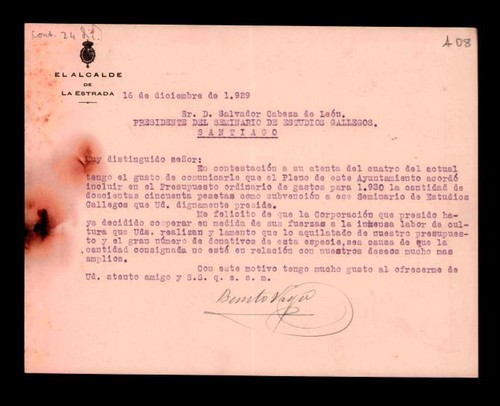 Cont. 24
A 08
EL ALCALDE
DE
LA ESTRADA
16 de diciembre de 1.929
Sr. D. Salvador Cabeza de León.
PRESIDENTE DEL SEMINARIO DE ESTUDIOS GALLEGOS.
SANTIAGO
Muy distinguido señor:
En contestación a su atenta del cuatro del actual
tengo el gusto de comunicarle que el Pleno de este Ayuntamiento acordó
incluir en el Presupuesto ordinario de gastos para 1.930 la cantidad de
doscientas cincuenta pesetas como subvención a ese Seminario de Estudios
Gallegos que Ud. dignamente preside.
Me felicito de que la Corporación que presido ha-
ya decidido cooperar en medida de sus fuerzas a la inmensa labor de cul-
tura que Uds. realizan y lamento que lo aquilatado de nuestro presupues-
to y el gran número de donativos de esta especie, sea causa de que la
cantidad consignada no esté en relación con nuestros deseos mucho mas
amplios.
Con este motivo tengo mucho gusto al ofrecerme de
Ud. atento amigo y S.S. q. e. s. m.
Benito